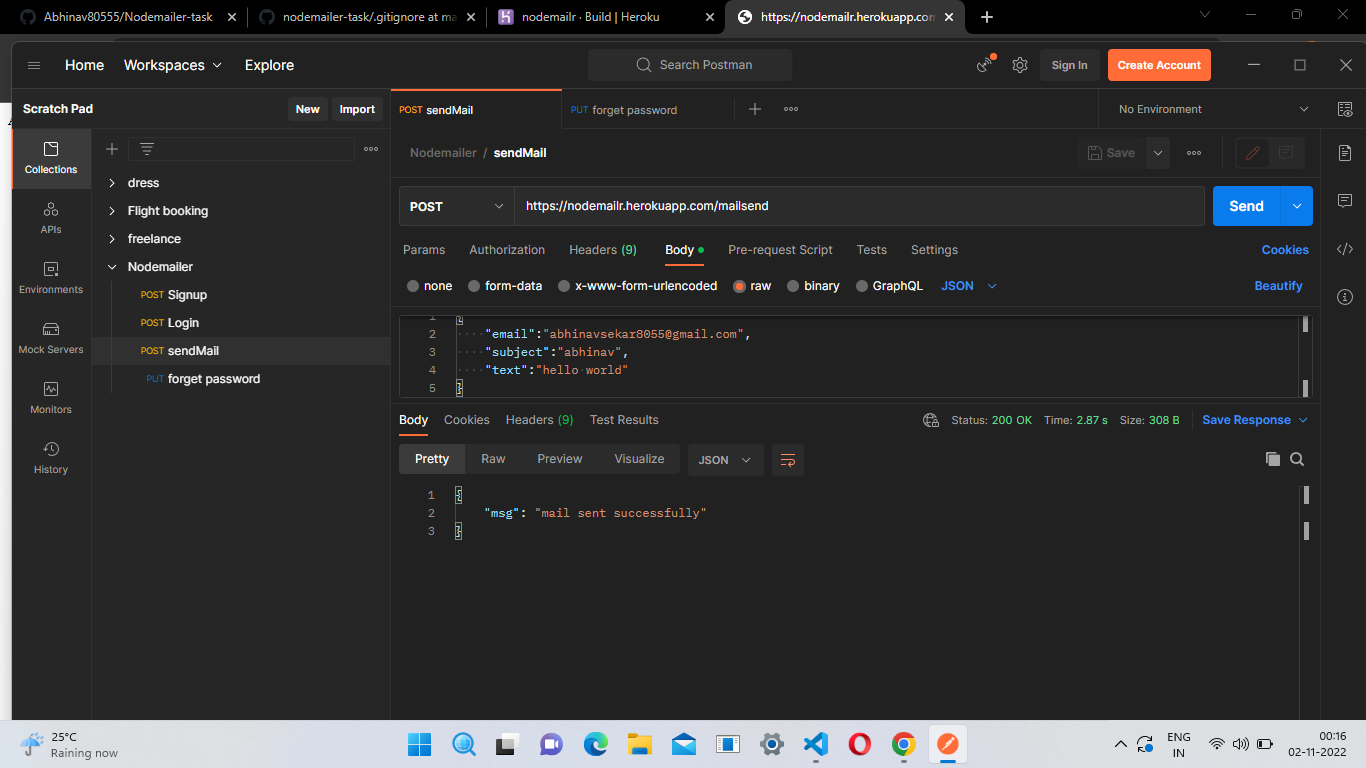 Abhinav80555/Nodemailer-task
nodemailer-task/.gitignore at ma
nodemailr · Build | Heroku
https://nodemailr.herokuapp.com
Home Workspaces Explore
Search Postman
Sign In Create Account
Scratch Pad New Import
POST sendMail
PUT forget password
No Environment
Collections
APIs
Environments
Mock Servers
Monitors
History
dress
Flight booking
freelance
Nodemailer
POST Signup
POST Login
POST sendMail
PUT forget password
Nodemailer / sendMail
Save
POST https://nodemailr.herokuapp.com/mailsend
Send
Params Authorization Headers (9) Body Pre-request Script Tests Settings Cookies
none form-data x-www-form-urlencoded raw binary GraphQL JSON Beautify
1 {
2 ····"email":"abhinavsekar8055@gmail.com",
3 ····"subject":"abhinav",
4 ····"text":"hello·world"
5 }
Body Cookies Headers (9) Test Results Status: 200 OK Time: 2.87 s Size: 308 B Save Response
Pretty Raw Preview Visualize JSON
1 {
2 "msg": "mail sent successfully"
3 }
25°C
Raining now
ENG
IN
00:16
02-11-2022